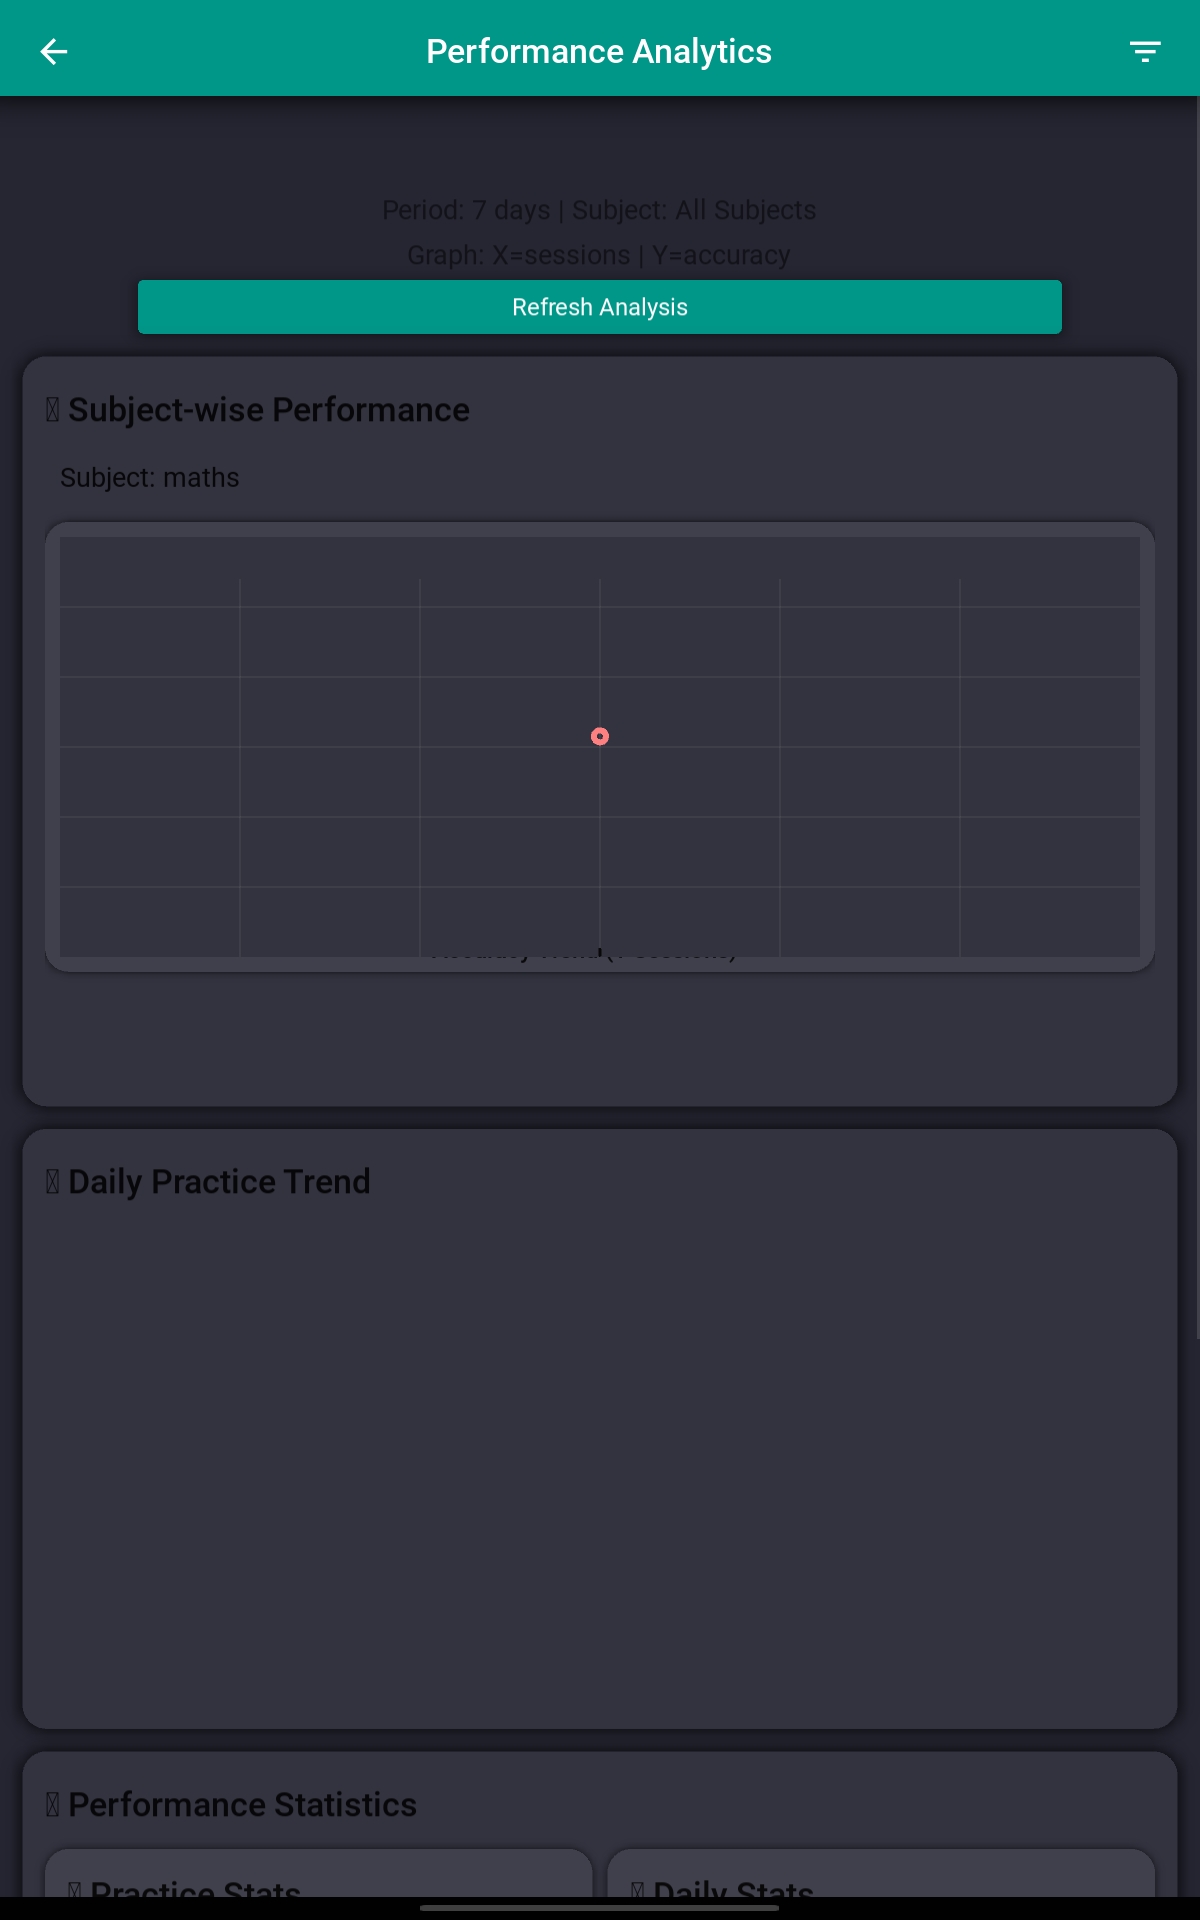 Performance Analytics
Period: 7 days | Subject: All Subjects
Graph: X=sessions | Y=accuracy
Refresh Analysis
Subject-wise Performance
Subject: maths
Daily Practice Trend
Performance Statistics
Practice Stats
Daily Stats